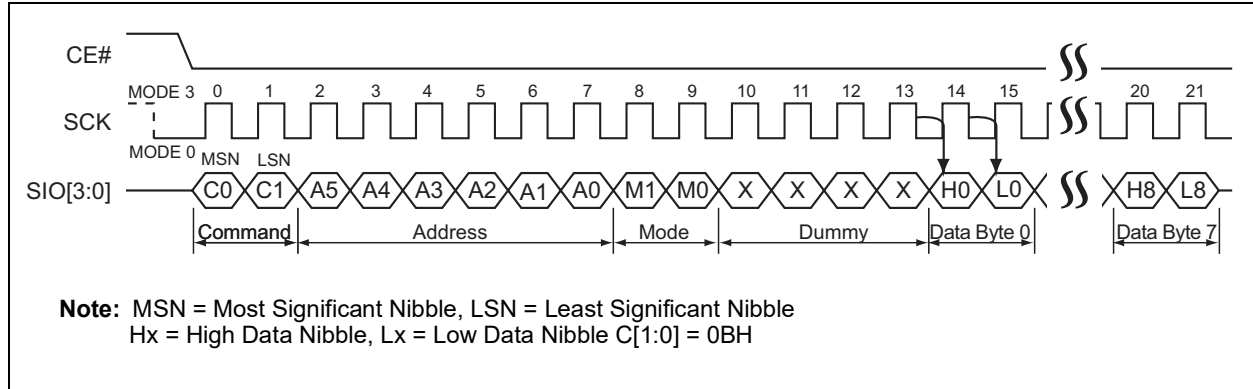 CE#
MODE 3 0 1 2 3 4 5 6 7 8 9 10 11 12 13 14 15 20 21
SCK
MODE 0
MSN LSN
SIO[3:0] C0 C1 A5 A4 A3 A2 A1 A0 M1 M0 X X X X H0 L0 H8 L8
Command Address Mode Dummy Data Byte 0 Data Byte 7
Note: MSN = Most Significant Nibble, LSN = Least Significant Nibble
Hx = High Data Nibble, Lx = Low Data Nibble C[1:0] = 0BH